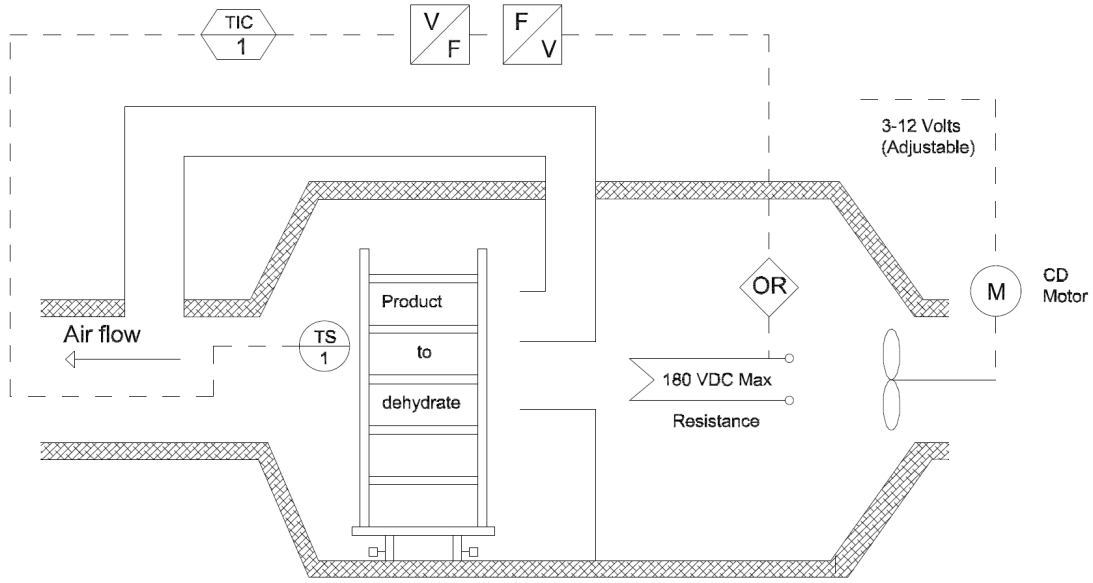 TIC
1
V
F
F
V
3-12 Volts
(Adjustable)
Product
OR
M
CD
Motor
Air flow
TS
1
to
180 VDC Max
dehydrate
Resistance